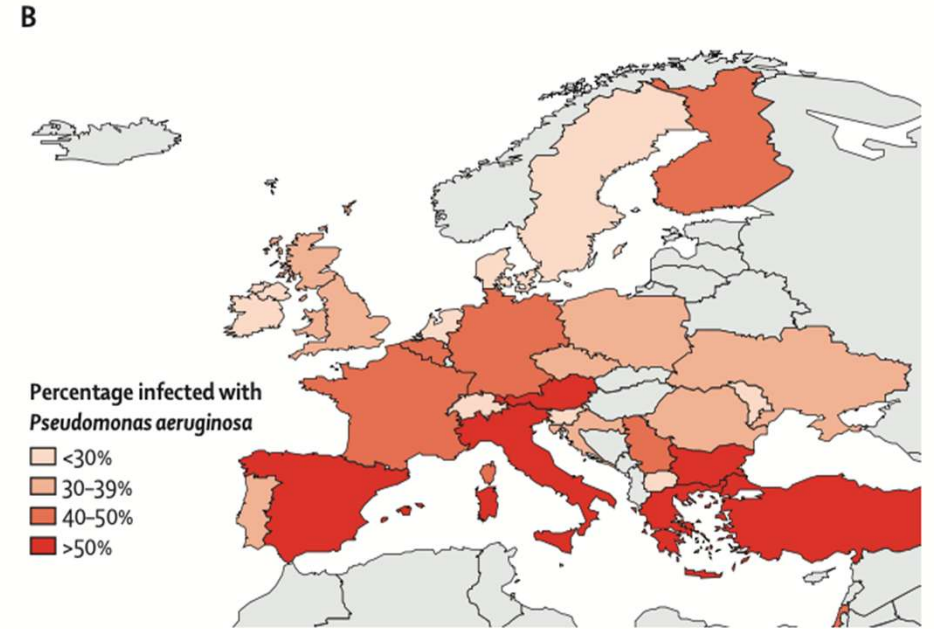 B
Percentage infected with
Pseudomonas aeruginosa
<30%
30–39%
40–50%
>50%